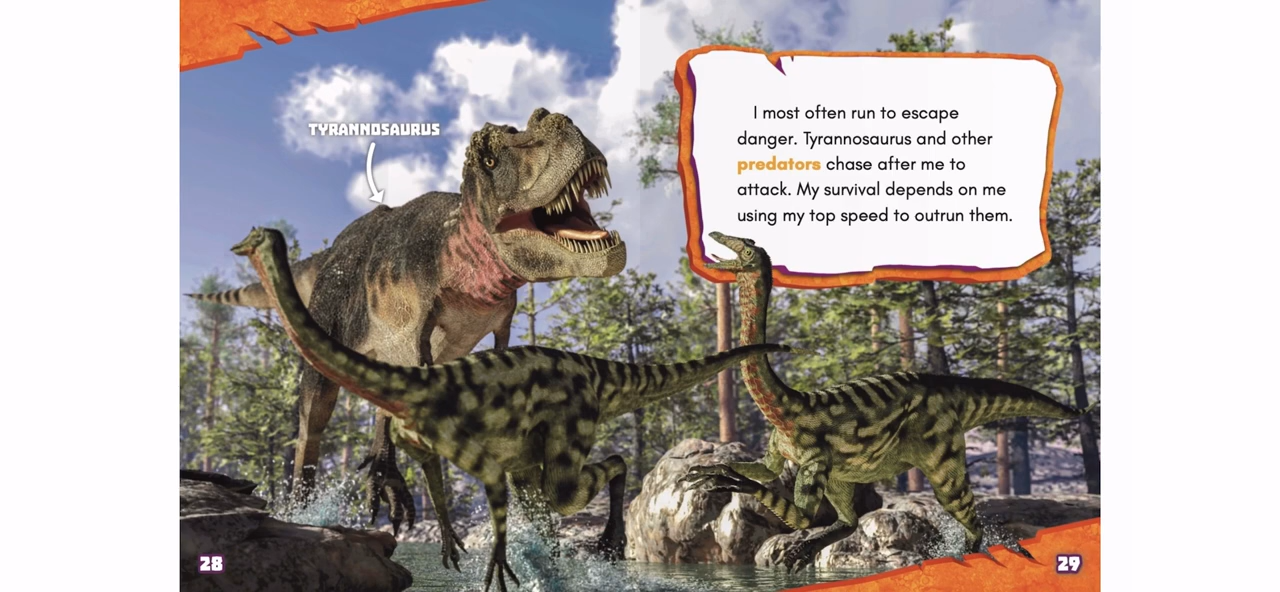 TYRANNOSAURUS
I most often run to escape
danger. Tyrannosaurus and other
predators chase after me to
attack. My survival depends on me
using my top speed to outrun them.
28
29